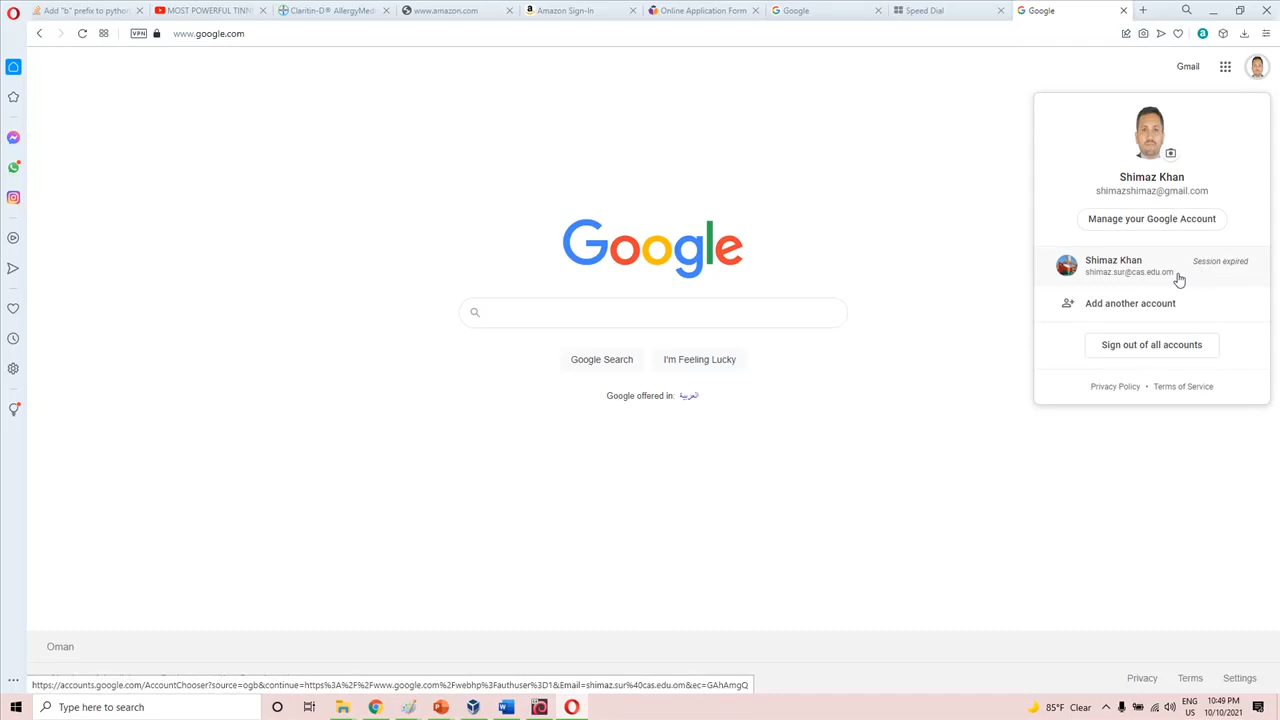 Add "b" prefix to python
MOST POWERFUL TINN
Claritin-D® AllergyMed
www.amazon.com
Amazon Sign-In
Online Application Form
Google
Speed Dial
Google
VPN
www.google.com
Gmail
Shimaz Khan
shimazshimaz@gmail.com
Manage your Google Account
Shimaz Khan
Session expired
shimaz.sur@cas.edu.om
Add another account
Sign out of all accounts
Privacy Policy • Terms of Service
Google
Google Search
I'm Feeling Lucky
Google offered in: العربية
Oman
Privacy
Terms
Settings
https://accounts.google.com/AccountChooser?source=ogb&continue=https%3A%2F%2Fwww.google.com%2Fwebhp%3Fauthuser%3D1&Email=shimaz.sur%40cas.edu.om&ec=GAhAmgQ
Type here to search
85°F Clear
ENG
US
10:49 PM
10/10/2021